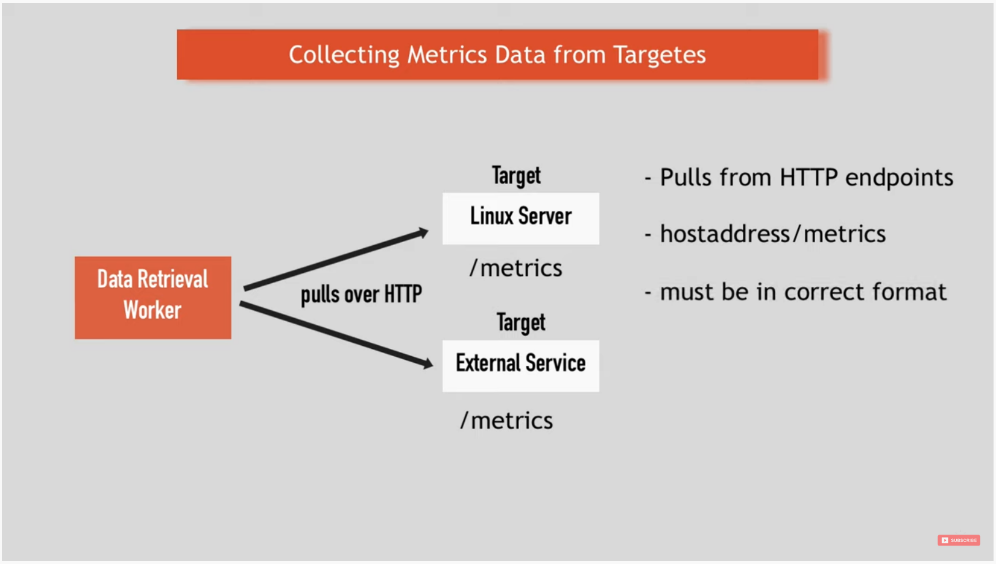 Collecting Metrics Data from Targetes
Data Retrieval
Worker
pulls over HTTP
Target
Linux Server
/metrics
Target
External Service
/metrics
- Pulls from HTTP endpoints
- hostaddress/metrics
- must be in correct format
SUBSCRIBE